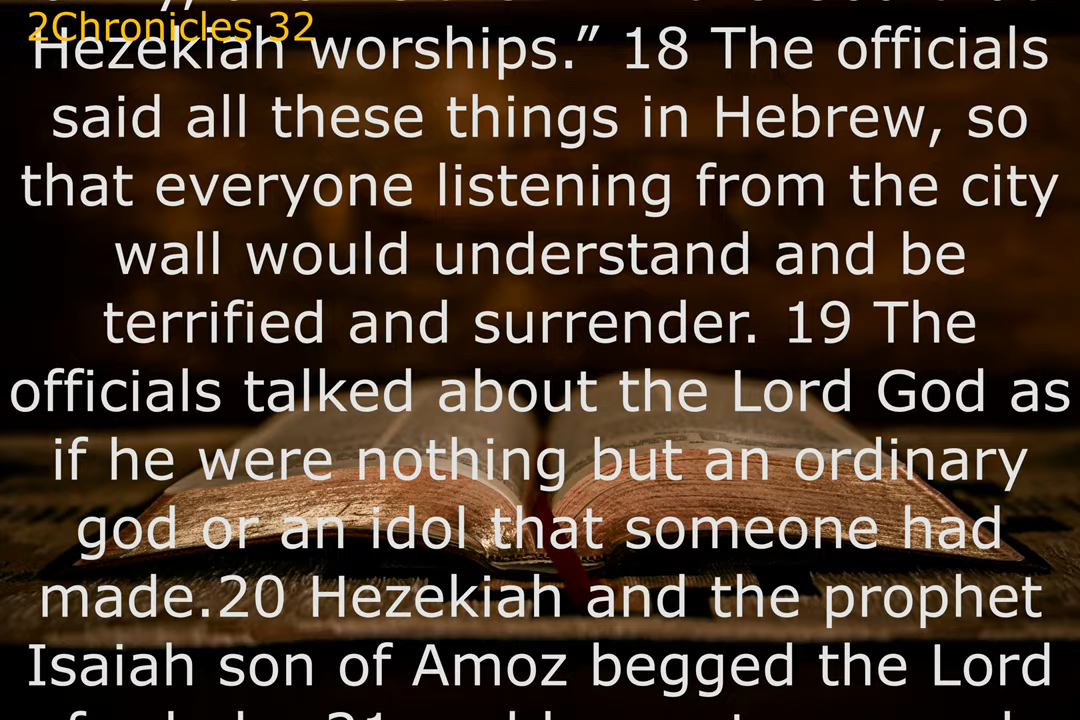 2Chronicles 32
Hezekiah worships.” 18 The officials
said all these things in Hebrew, so
that everyone listening from the city
wall would understand and be
terrified and surrender. 19 The
officials talked about the Lord God as
if he were nothing but an ordinary
god or an idol that someone had
made.20 Hezekiah and the prophet
Isaiah son of Amoz begged the Lord